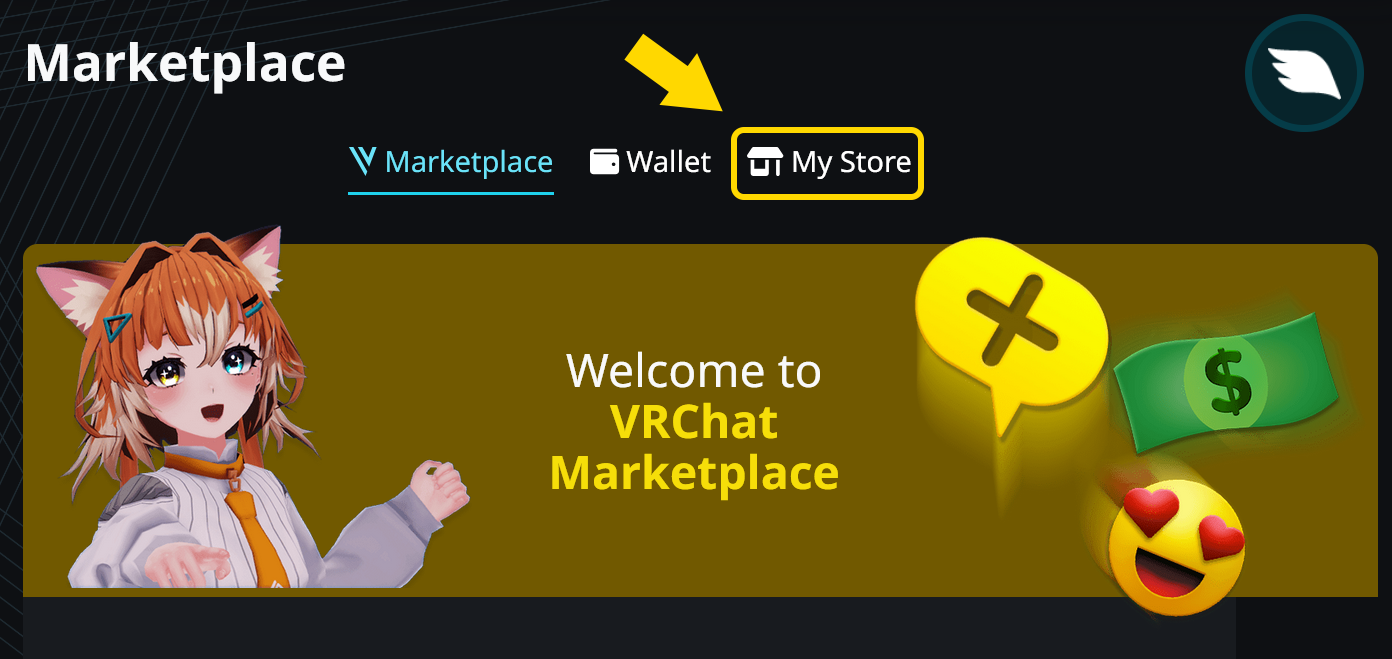 Marketplace
Marketplace Wallet My Store
Welcome to
VRChat
Marketplace
$